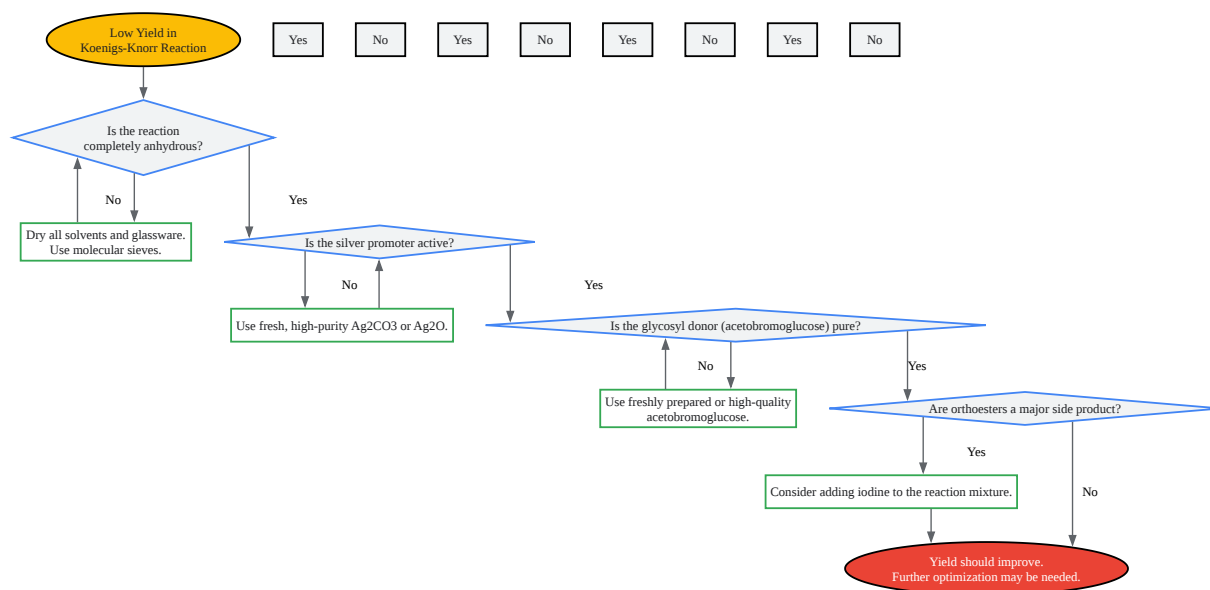 Low Yield in
Koenigs-Knorr Reaction
Yes
No
Yes
No
Yes
No
Yes
No
Is the reaction
completely anhydrous?
No
Yes
Dry all solvents and glassware.
Use molecular sieves.
Is the silver promoter active?
No
Yes
Use fresh, high-purity Ag2CO3 or Ag2O.
Is the glycosyl donor (acetobromoglucose) pure?
No
Yes
Use freshly prepared or high-quality
acetobromoglucose.
Are orthoesters a major side product?
Yes
Consider adding iodine to the reaction mixture.
No
Yield should improve.
Further optimization may be needed.